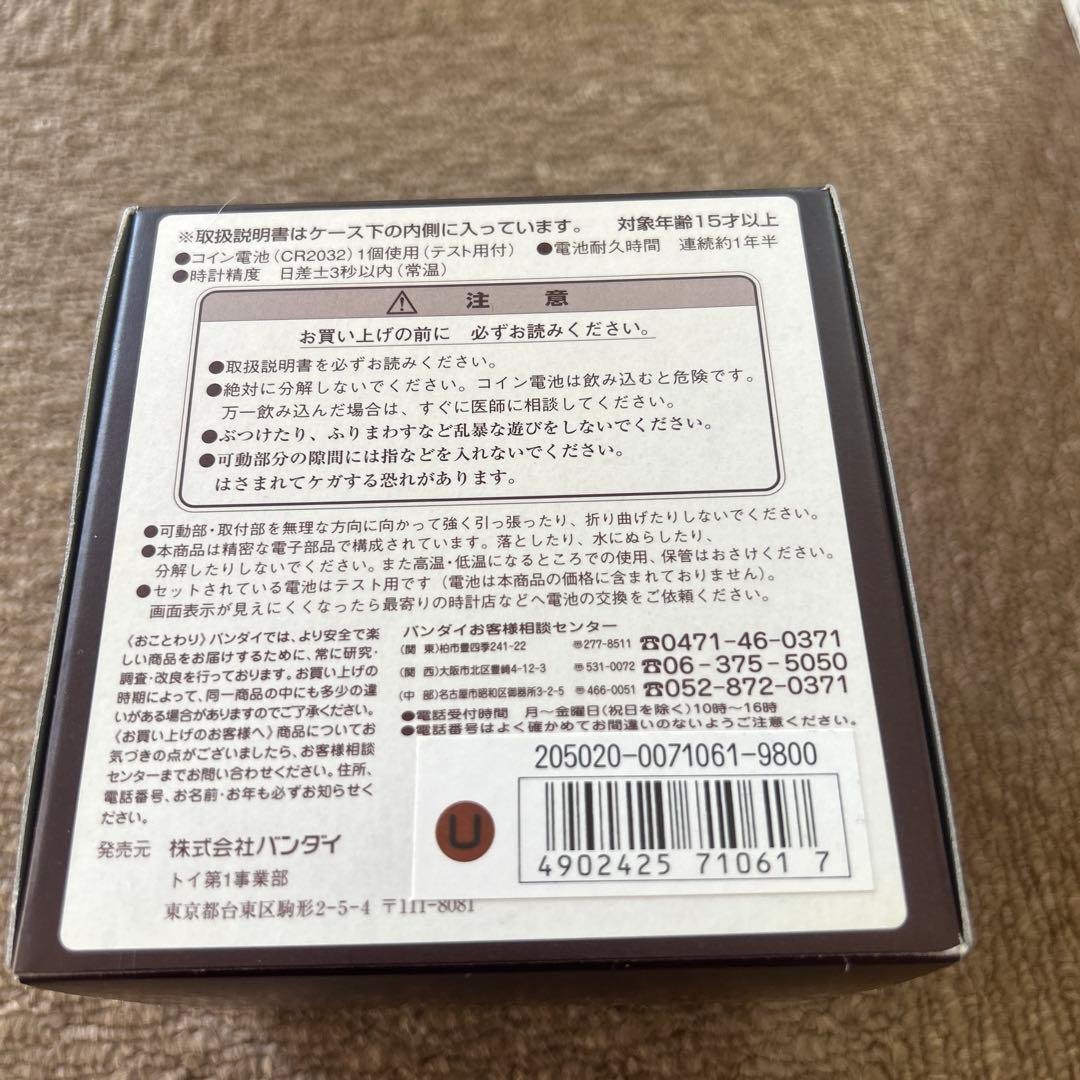 ※取扱説明書はケース下の内側に入っています。 対象年齢15才以上
●コイン電池(CR2032)1個使用(テスト用付) ●電池耐久時間 連続約1年半
●時計精度 日差士3秒以内(常温)
⚠ 注 意
お買い上げの前に 必ずお読みください。
●取扱説明書を必ずお読みください。
●絶対に分解しないでください。コイン電池は飲み込むと危険です。
万一飲み込んだ場合は、すぐに医師に相談してください。
●ぶつけたり、ふりまわすなど乱暴な遊びをしないでください。
●可動部分の隙間には指などを入れないでください。
はさまれてケガする恐れがあります。
●可動部・取付部を無理な方向に向かって強く引っ張ったり、折り曲げたりしないでください。
●本商品は精密な電子部品で構成されています。落としたり、水にぬらしたり、
分解したりしないでください。また高温・低温になるところでの使用、保管はおさけください。
●セットされている電池はテスト用です(電池は本商品の価格に含まれておりません)。
画面表示が見えにくくなったら最寄りの時計店などへ電池の交換をご依頼ください。
〈おことわり〉バンダイでは、より安全で楽
しい商品をお届けするために、常に研究・
調査・改良を行っております。お買い上げの
時期によって、同一商品の中にも多少の違
いがある場合がありますのでご了承ください。
〈お買い上げのお客様へ〉商品についてお
気づきの点がございましたら、お客様相談
センターまでお問い合わせください。住所、
電話番号、お名前・お年も必ずお知らせく
ださい。
バンダイお客様相談センター
(関 東)柏市豊四季241-22 〒277-8511 ☎0471-46-0371
(関 西)大阪市北区豊崎4-12-3 〒531-0072 ☎06-375-5050
(中 部)名古屋市昭和区御器所3-2-5 〒466-0051 ☎052-872-0371
●電話受付時間 月〜金曜日(祝日を除く)10時〜16時
●電話番号はよく確かめてお間違いのないようご注意ください。
205020-0071061-9800
U
4902425 71061 7
発売元 株式会社バンダイ
トイ第1事業部
東京都台東区駒形2-5-4 〒111-8081